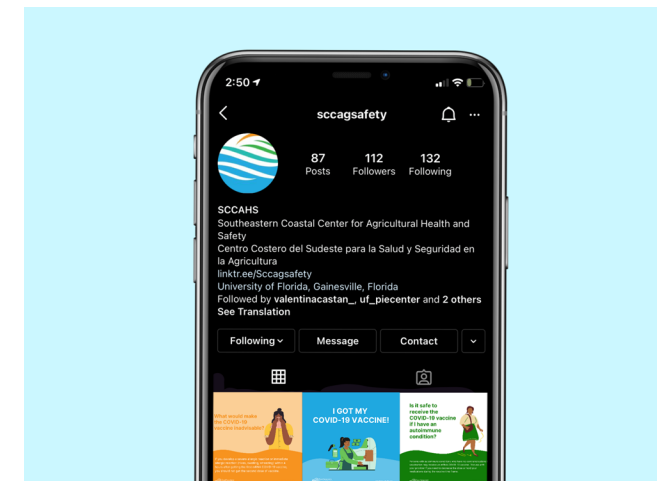 2:50
sccagsafety
87 112 132
Posts Followers Following
SCCAHS
Southeastern Coastal Center for Agricultural Health and
Safety
Centro Costero del Sudeste para la Salud y Seguridad en
la Agricultura
linktr.ee/Sccagsafety
University of Florida, Gainesville, Florida
Followed by valentinacastan_, uf_piecenter and 2 others
See Translation
Following Message Contact
What would make
the COVID-19
vaccine
I GOT MY
COVID-19 VACCINE!
Is it safe to
receive the
COVID-19 vaccine
if I have an
autoimmune
condition?